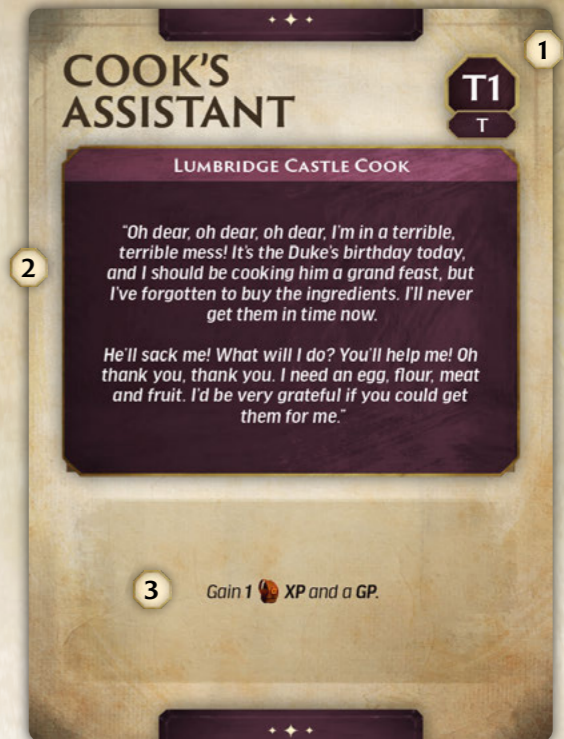 1
COOK'S
ASSISTANT
T1
T
LUMBRIDGE CASTLE COOK
2
"Oh dear, oh dear, oh dear, I'm in a terrible,
terrible mess! It's the Duke's birthday today,
and I should be cooking him a grand feast, but
I've forgotten to buy the ingredients. I'll never
get them in time now.
He'll sack me! What will I do? You'll help me! Oh
thank you, thank you. I need an egg, flour, meat
and fruit. I'd be very grateful if you could get
them for me."
3
Gain 1 XP and a GP.